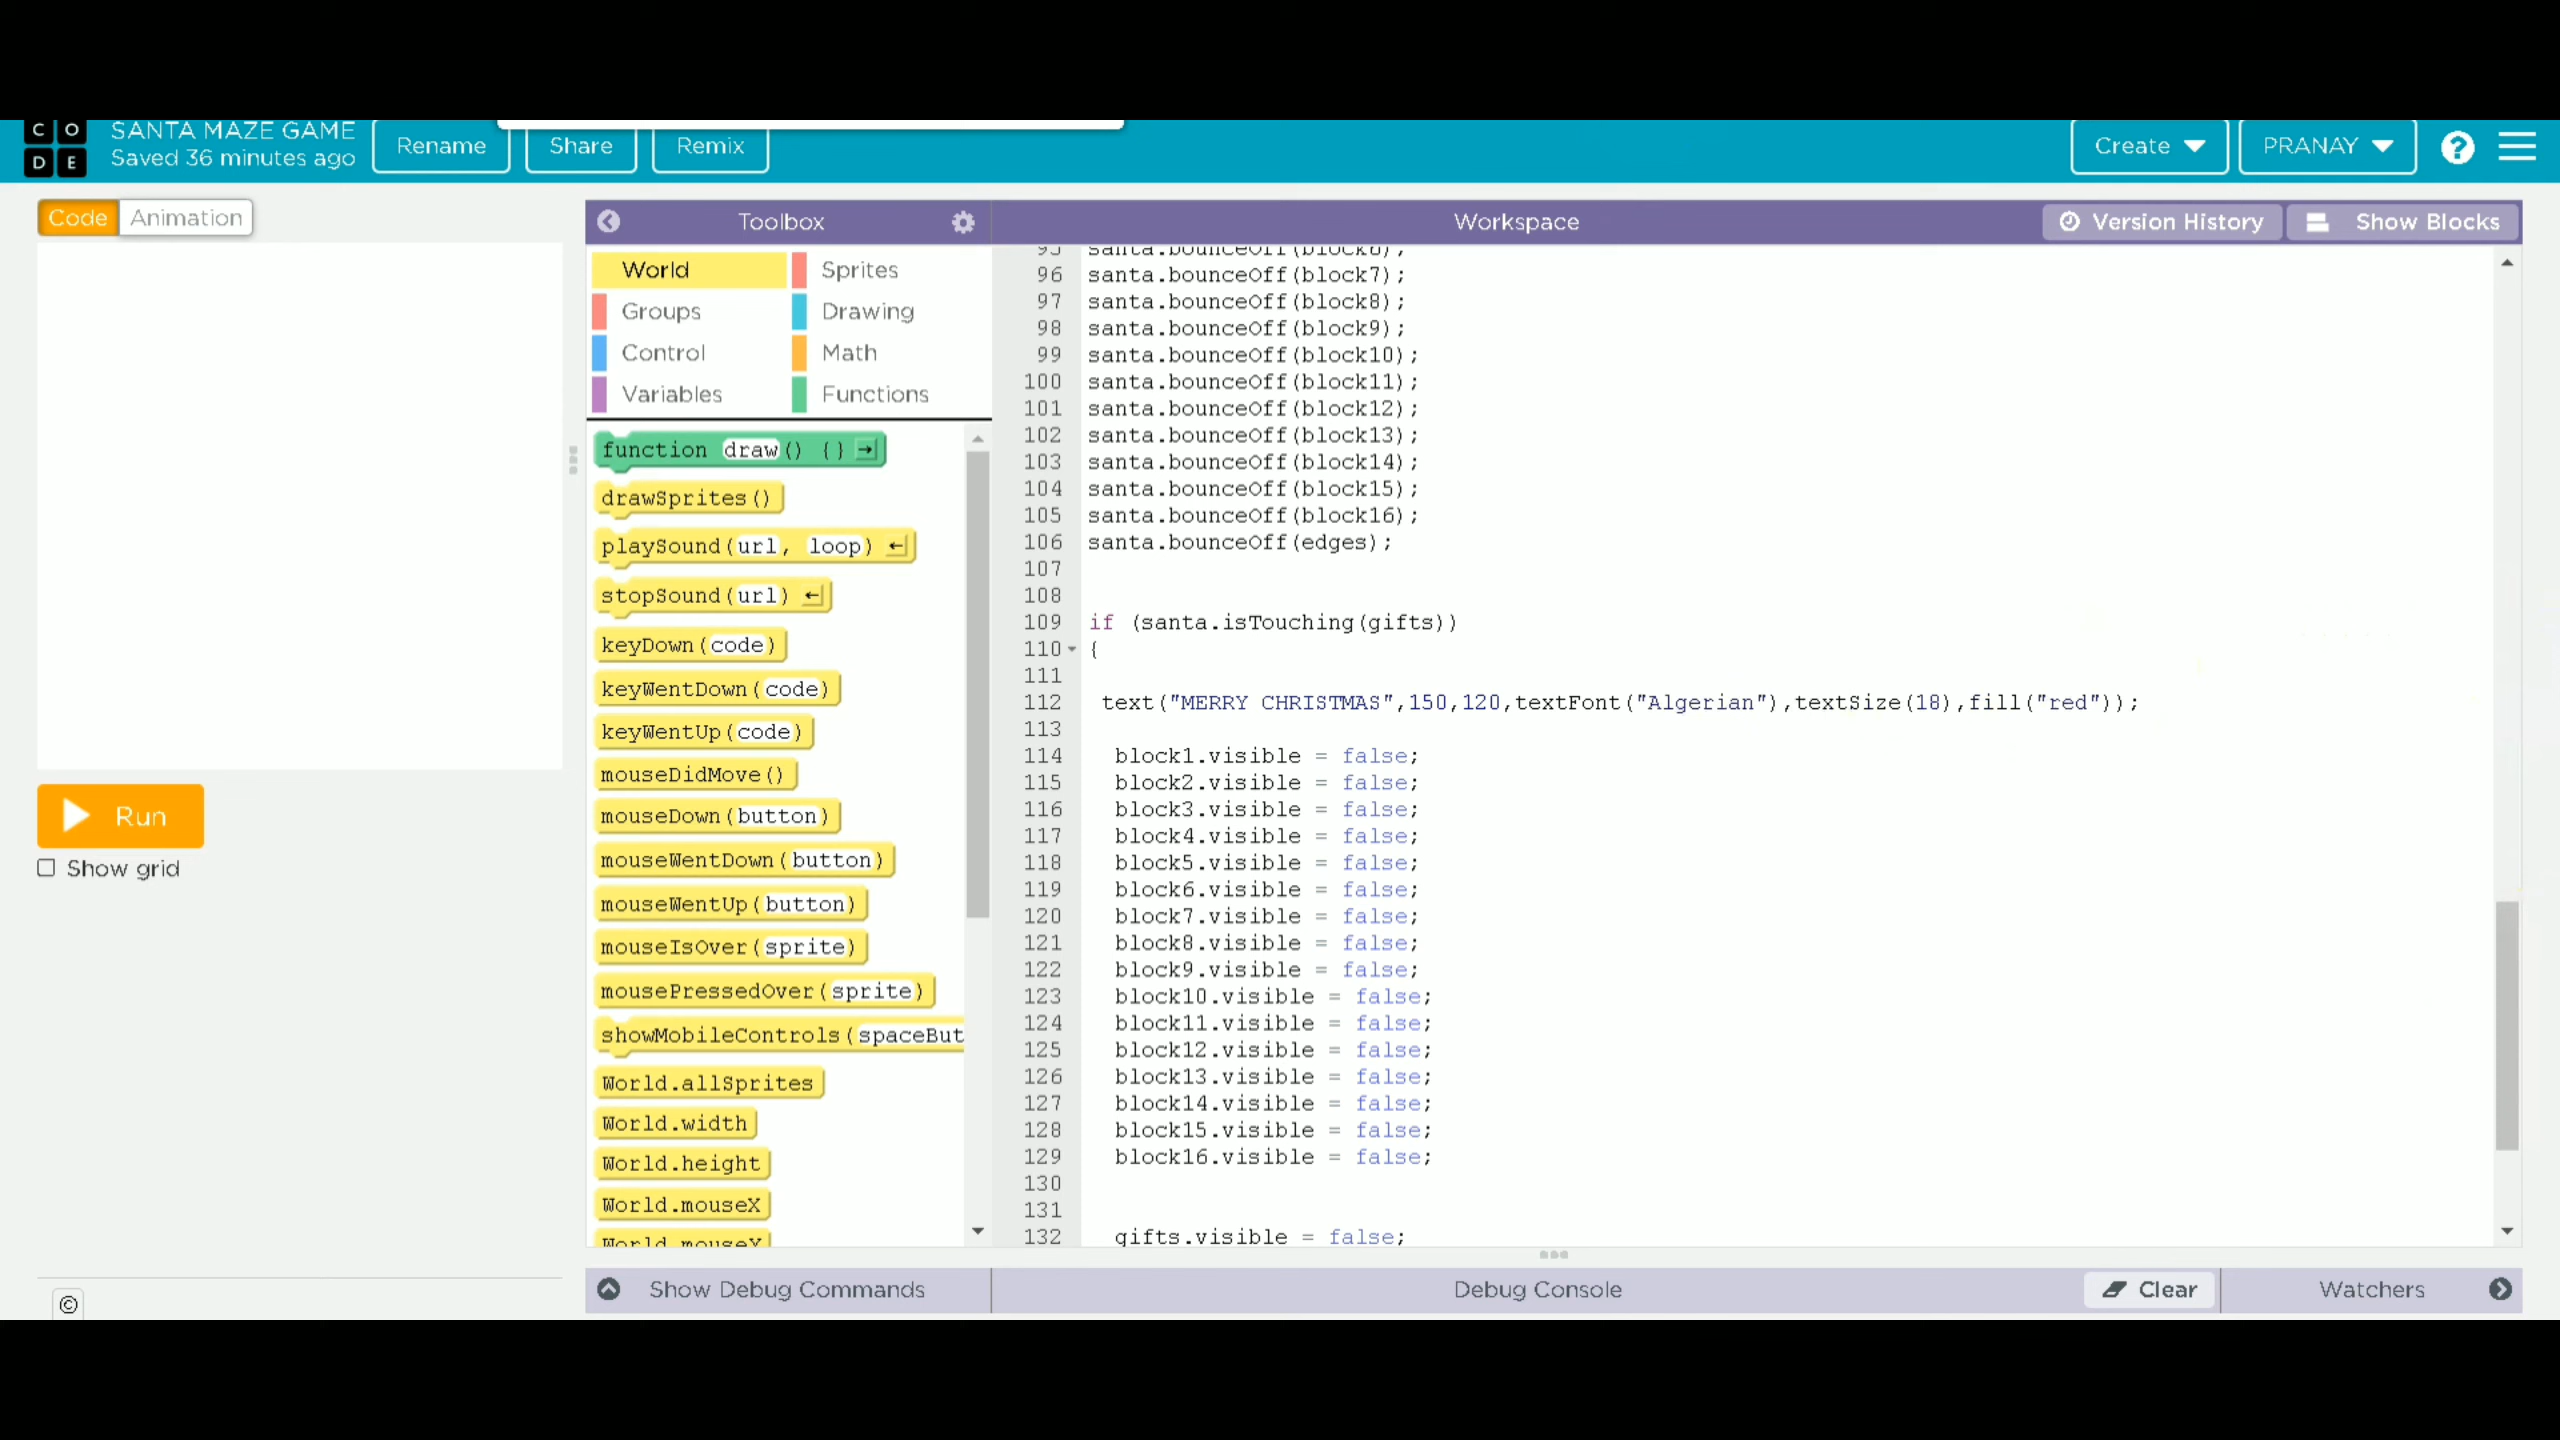 CODE
SANTA MAZE GAME
Saved 36 minutes ago
Rename
Share
Remix
Create
PRANAY
?
Code
Animation
Toolbox
Workspace
Version History
Show Blocks
World
Sprites
Groups
Drawing
Control
Math
Variables
Functions
function draw() {}
drawSprites()
playSound(url, loop)
stopSound(url)
keyDown(code)
keyWentDown(code)
keyWentUp(code)
mouseDidMove()
mouseDown(button)
mouseWentDown(button)
mouseWentUp(button)
mouseIsOver(sprite)
mousePressedOver(sprite)
showMobileControls(spaceBut
World.allSprites
World.width
World.height
World.mouseX
World.mouseY
95 santa.bounceOff(block6);
96 santa.bounceOff(block7);
97 santa.bounceOff(block8);
98 santa.bounceOff(block9);
99 santa.bounceOff(block10);
100 santa.bounceOff(block11);
101 santa.bounceOff(block12);
102 santa.bounceOff(block13);
103 santa.bounceOff(block14);
104 santa.bounceOff(block15);
105 santa.bounceOff(block16);
106 santa.bounceOff(edges);
107
108
109 if (santa.isTouching(gifts))
110 {
111
112 text("MERRY CHRISTMAS",150,120,textFont("Algerian"),textSize(18),fill("red"));
113
114 block1.visible = false;
115 block2.visible = false;
116 block3.visible = false;
117 block4.visible = false;
118 block5.visible = false;
119 block6.visible = false;
120 block7.visible = false;
121 block8.visible = false;
122 block9.visible = false;
123 block10.visible = false;
124 block11.visible = false;
125 block12.visible = false;
126 block13.visible = false;
127 block14.visible = false;
128 block15.visible = false;
129 block16.visible = false;
130
131
132 gifts.visible = false;
Run
Show grid
©
Show Debug Commands
Debug Console
Clear
Watchers